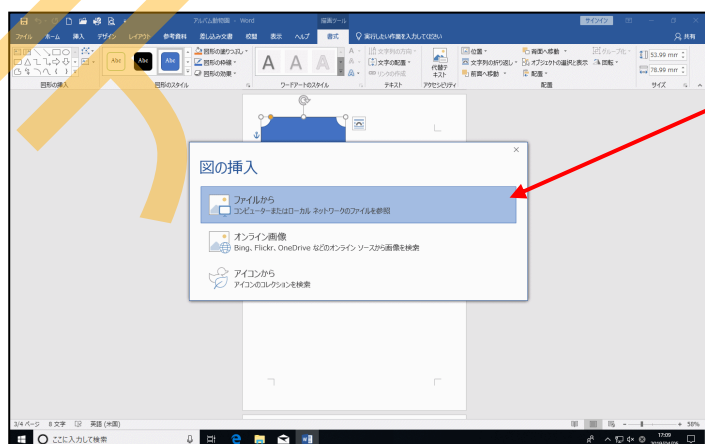 アルバム動物園 - Word
描画ツール
サインイン
ファイル ホーム 挿入 デザイン レイアウト 参考資料 差し込み文書 校閲 表示 ヘルプ 書式 実行したい作業を入力してください 共有
Abc Abc Abc
図形の塗りつぶし
図形の枠線
図形の効果
A A A
文字列の方向
文字の配置
リンクの作成
代替テキスト
位置
文字列の折り返し
前面へ移動
背面へ移動
オブジェクトの選択と表示
配置
グループ化
回転
53.99 mm
78.99 mm
図形の挿入 図形のスタイル ワードアートのスタイル テキスト アクセシビリティ 配置 サイズ
図の挿入
ファイルから
コンピューターまたはローカル ネットワークのファイルを参照
オンライン画像
Bing、Flickr、OneDrive などのオンライン ソースから画像を検索
アイコンから
アイコンのコレクションを検索
3/4 ページ 8 文字 英語 (米国) 58%
ここに入力して検索
17:09